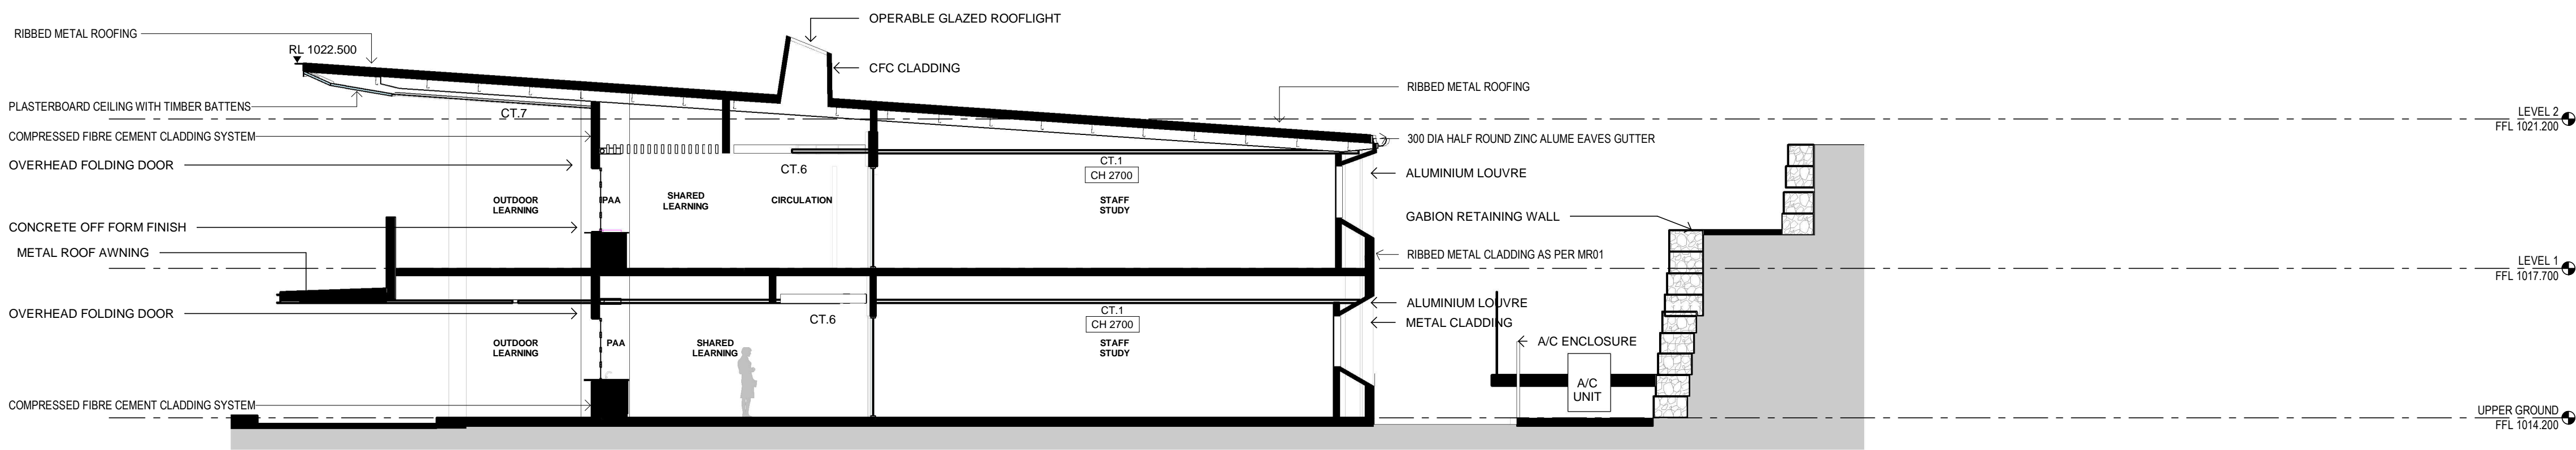 OPERABLE GLAZED ROOFLIGHT
RIBBED METAL ROOFING
RL 1022.500
CFC CLADDING
RIBBED METAL ROOFING
PLASTERBOARD CEILING WITH TIMBER BATTENS
CT.7
LEVEL 2
FFL 1021.200
COMPRESSED FIBRE CEMENT CLADDING SYSTEM
300 DIA HALF ROUND ZINC ALUME EAVES GUTTER
OVERHEAD FOLDING DOOR
CT.6
CT.1
CH 2700
ALUMINIUM LOUVRE
OUTDOOR
LEARNING
PAA
SHARED
LEARNING
CIRCULATION
STAFF
STUDY
GABION RETAINING WALL
CONCRETE OFF FORM FINISH
METAL ROOF AWNING
RIBBED METAL CLADDING AS PER MR01
LEVEL 1
FFL 1017.700
ALUMINIUM LOUVRE
OVERHEAD FOLDING DOOR
CT.6
CT.1
CH 2700
METAL CLADDING
OUTDOOR
LEARNING
PAA
SHARED
LEARNING
STAFF
STUDY
A/C ENCLOSURE
A/C
UNIT
COMPRESSED FIBRE CEMENT CLADDING SYSTEM
UPPER GROUND
FFL 1014.200